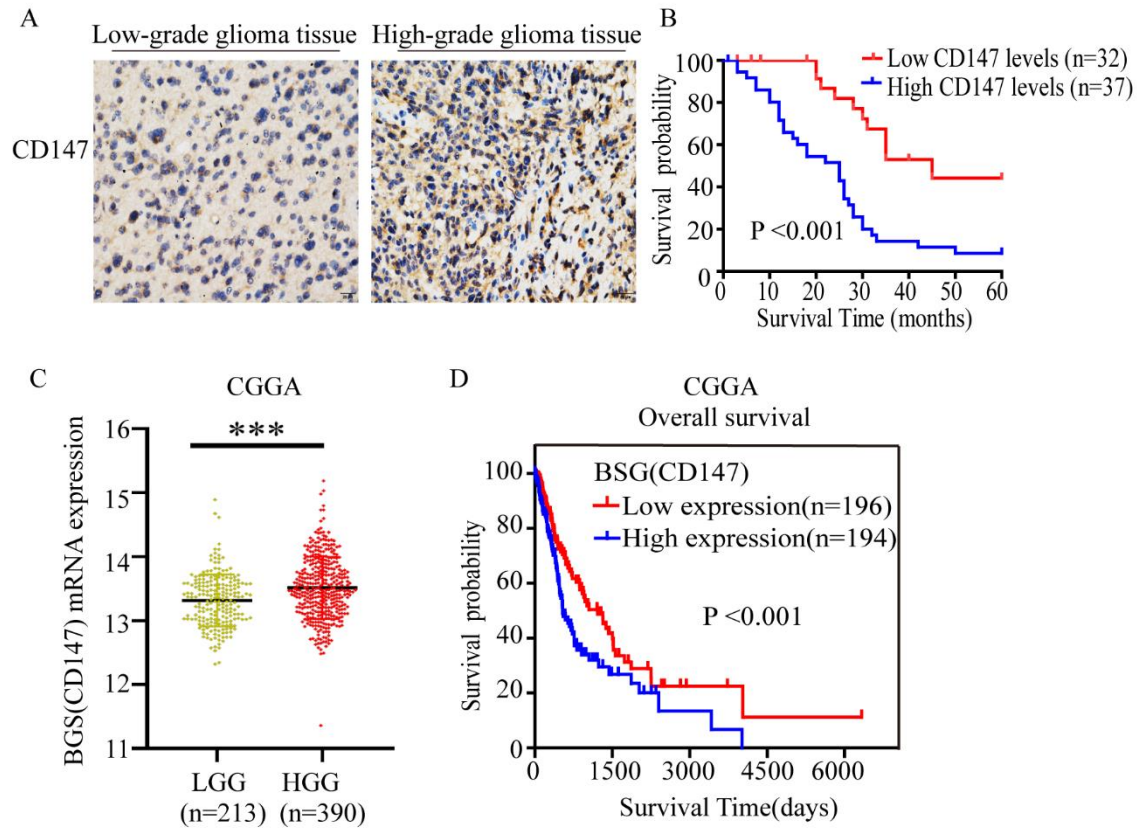 A
Low-grade glioma tissue
High-grade glioma tissue
CD147
B
Low CD147 levels (n=32)
High CD147 levels (n=37)
Survival probability
100
80
60
40
20
0
P <0.001
0 10 20 30 40 50 60
Survival Time (months)
C
CGGA
BGS(CD147) mRNA expression
16
15
14
13
12
11
***
LGG HGG
(n=213) (n=390)
D
CGGA
Overall survival
BSG(CD147)
Low expression(n=196)
High expression(n=194)
Survival probability
100
80
60
40
20
0
P <0.001
0 1500 3000 4500 6000
Survival Time(days)